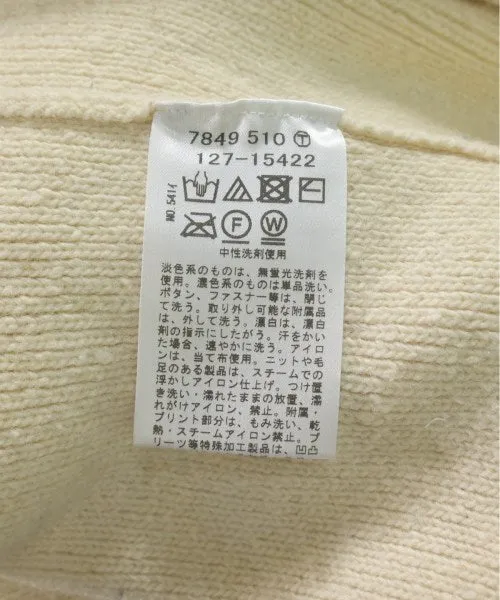 7849 510 Ⓣ
127-15422
NO.541イ
Ⓕ Ⓦ
中性洗剤使用
淡色系のものは、無蛍光洗剤を
使用。濃色系のものは単品洗い。
ボタン、ファスナー等は、閉じ
て洗う。取り外し可能な附属品
は、外して洗う。漂白は、漂白
剤の指示にしたがう。汗をかい
た場合、速やかに洗う。アイロ
ンは、当て布使用。ニットや毛
足のある製品は、スチームでの
浮かしアイロン仕上げ。つけ置
き洗い・濡れたままの放置、濡
れがけアイロン、禁止。附属・
プリント部分は、もみ洗い、乾
熱・スチームアイロン禁止。プ
リーツ等特殊加工製品は、凹凸